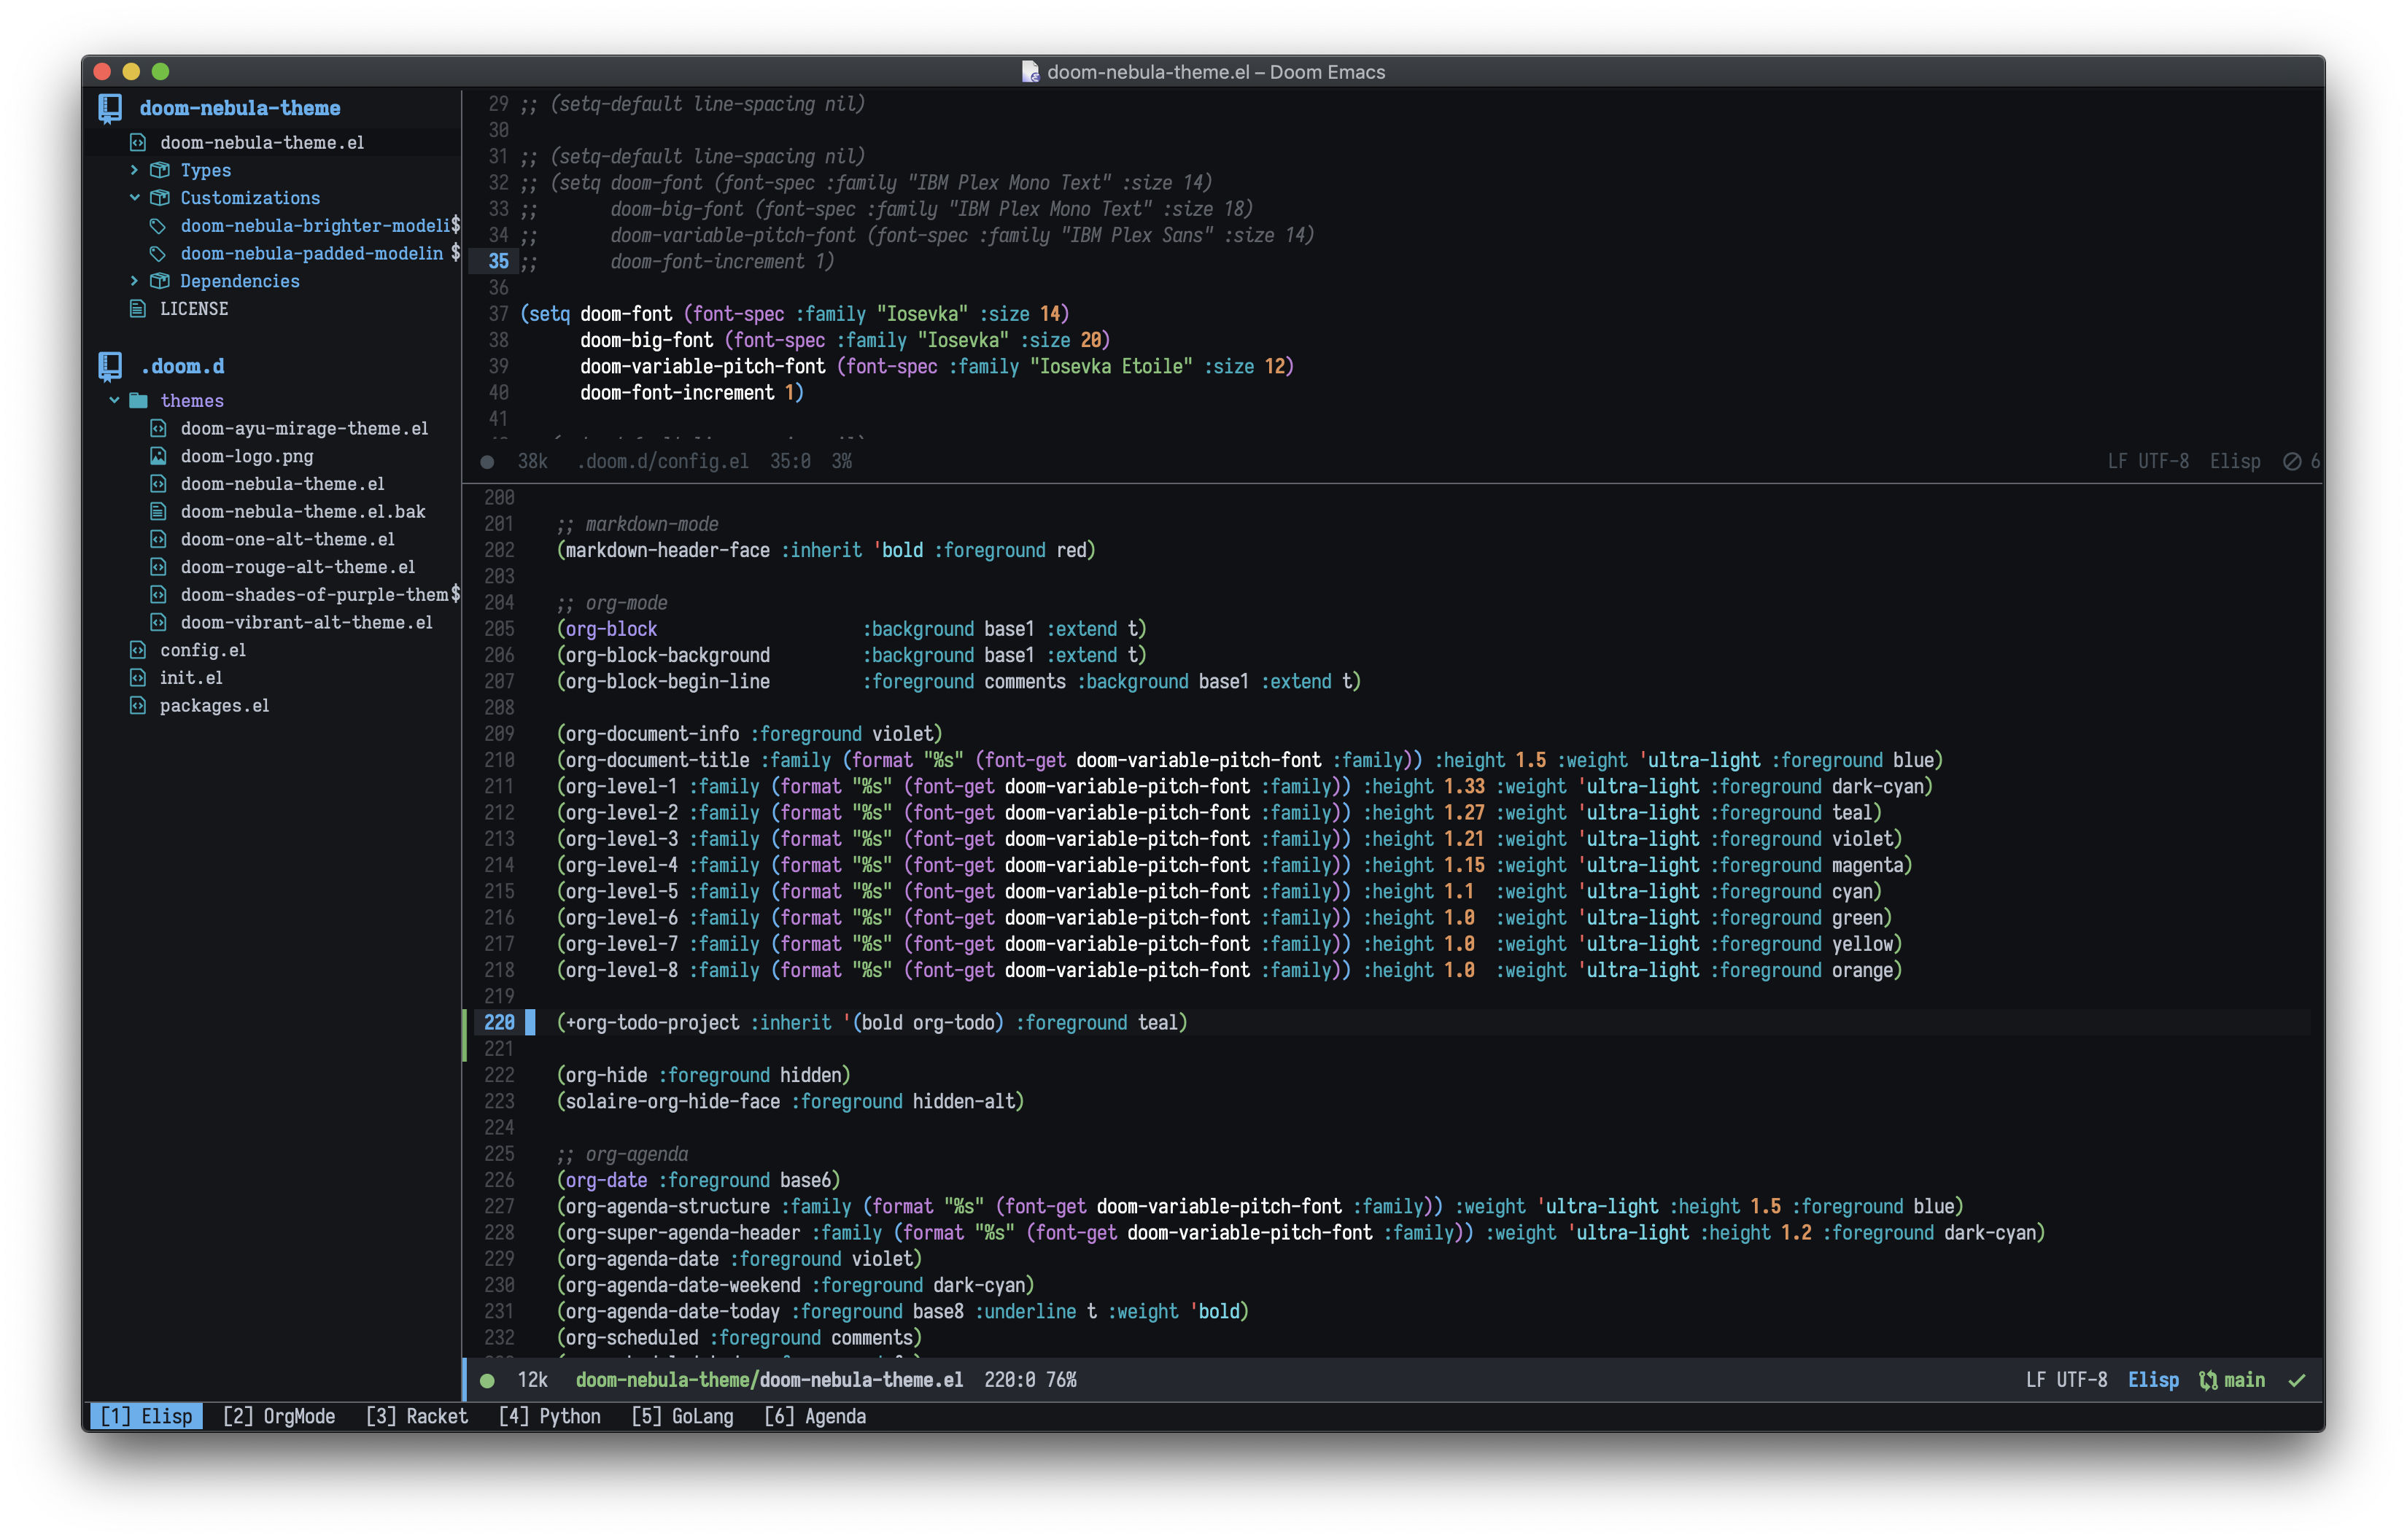 doom-nebula-theme.el – Doom Emacs
doom-nebula-theme
doom-nebula-theme.el
Types
Customizations
doom-nebula-brighter-modeli$
doom-nebula-padded-modelin $
Dependencies
LICENSE
.doom.d
themes
doom-ayu-mirage-theme.el
doom-logo.png
doom-nebula-theme.el
doom-nebula-theme.el.bak
doom-one-alt-theme.el
doom-rouge-alt-theme.el
doom-shades-of-purple-them$
doom-vibrant-alt-theme.el
config.el
init.el
packages.el
29 ;; (setq-default line-spacing nil)
30
31 ;; (setq-default line-spacing nil)
32 ;; (setq doom-font (font-spec :family "IBM Plex Mono Text" :size 14)
33 ;;       doom-big-font (font-spec :family "IBM Plex Mono Text" :size 18)
34 ;;       doom-variable-pitch-font (font-spec :family "IBM Plex Sans" :size 14)
35 ;;       doom-font-increment 1)
36
37 (setq doom-font (font-spec :family "Iosevka" :size 14)
38       doom-big-font (font-spec :family "Iosevka" :size 20)
39       doom-variable-pitch-font (font-spec :family "Iosevka Etoile" :size 12)
40       doom-font-increment 1)
41
38k .doom.d/config.el 35:0 3% LF UTF-8 Elisp 6
200
201 ;; markdown-mode
202 (markdown-header-face :inherit 'bold :foreground red)
203
204 ;; org-mode
205 (org-block                    :background base1 :extend t)
206 (org-block-background         :background base1 :extend t)
207 (org-block-begin-line         :foreground comments :background base1 :extend t)
208
209 (org-document-info :foreground violet)
210 (org-document-title :family (format "%s" (font-get doom-variable-pitch-font :family)) :height 1.5 :weight 'ultra-light :foreground blue)
211 (org-level-1 :family (format "%s" (font-get doom-variable-pitch-font :family)) :height 1.33 :weight 'ultra-light :foreground dark-cyan)
212 (org-level-2 :family (format "%s" (font-get doom-variable-pitch-font :family)) :height 1.27 :weight 'ultra-light :foreground teal)
213 (org-level-3 :family (format "%s" (font-get doom-variable-pitch-font :family)) :height 1.21 :weight 'ultra-light :foreground violet)
214 (org-level-4 :family (format "%s" (font-get doom-variable-pitch-font :family)) :height 1.15 :weight 'ultra-light :foreground magenta)
215 (org-level-5 :family (format "%s" (font-get doom-variable-pitch-font :family)) :height 1.1  :weight 'ultra-light :foreground cyan)
216 (org-level-6 :family (format "%s" (font-get doom-variable-pitch-font :family)) :height 1.0  :weight 'ultra-light :foreground green)
217 (org-level-7 :family (format "%s" (font-get doom-variable-pitch-font :family)) :height 1.0  :weight 'ultra-light :foreground yellow)
218 (org-level-8 :family (format "%s" (font-get doom-variable-pitch-font :family)) :height 1.0  :weight 'ultra-light :foreground orange)
219
220 (+org-todo-project :inherit '(bold org-todo) :foreground teal)
221
222 (org-hide :foreground hidden)
223 (solaire-org-hide-face :foreground hidden-alt)
224
225 ;; org-agenda
226 (org-date :foreground base6)
227 (org-agenda-structure :family (format "%s" (font-get doom-variable-pitch-font :family)) :weight 'ultra-light :height 1.5 :foreground blue)
228 (org-super-agenda-header :family (format "%s" (font-get doom-variable-pitch-font :family)) :weight 'ultra-light :height 1.2 :foreground dark-cyan)
229 (org-agenda-date :foreground violet)
230 (org-agenda-date-weekend :foreground dark-cyan)
231 (org-agenda-date-today :foreground base8 :underline t :weight 'bold)
232 (org-scheduled :foreground comments)
12k doom-nebula-theme/doom-nebula-theme.el 220:0 76% LF UTF-8 Elisp main
[1] Elisp [2] OrgMode [3] Racket [4] Python [5] GoLang [6] Agenda